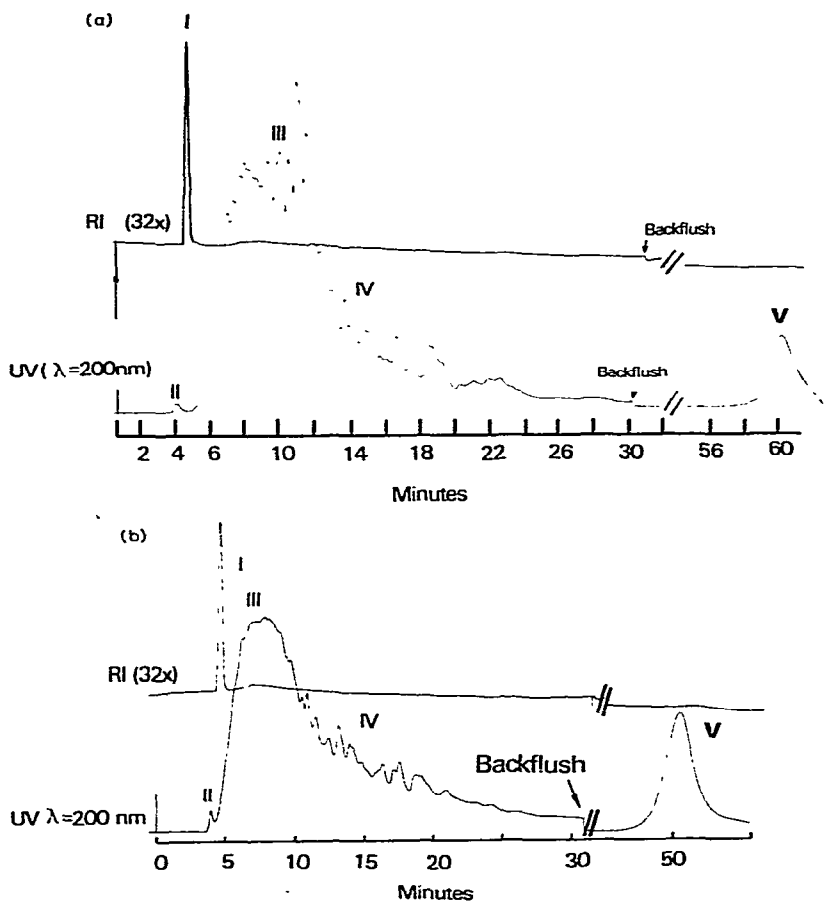 (a)
I
III
RI (32x)
Backflush
IV
V
UV ( λ=200nm)
II
Backflush
2 4 6 8 10 14 18 22 26 30 56 60
Minutes
(b)
I
III
RI (32x)
IV
V
Backflush
II
UV λ=200 nm
0 5 10 15 20 30 50
Minutes